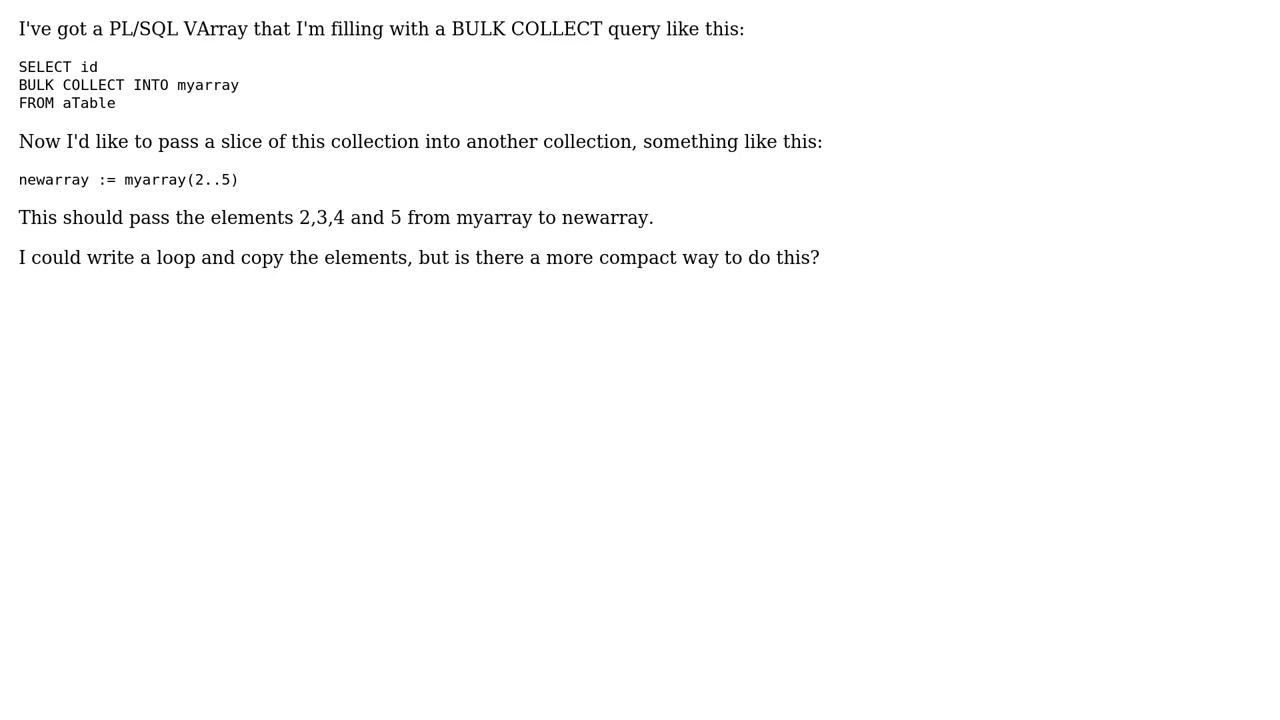 I've got a PL/SQL VArray that I'm filling with a BULK COLLECT query like this:
SELECT id
BULK COLLECT INTO myarray
FROM aTable
Now I'd like to pass a slice of this collection into another collection, something like this:
newarray := myarray(2..5)
This should pass the elements 2,3,4 and 5 from myarray to newarray.
I could write a loop and copy the elements, but is there a more compact way to do this?